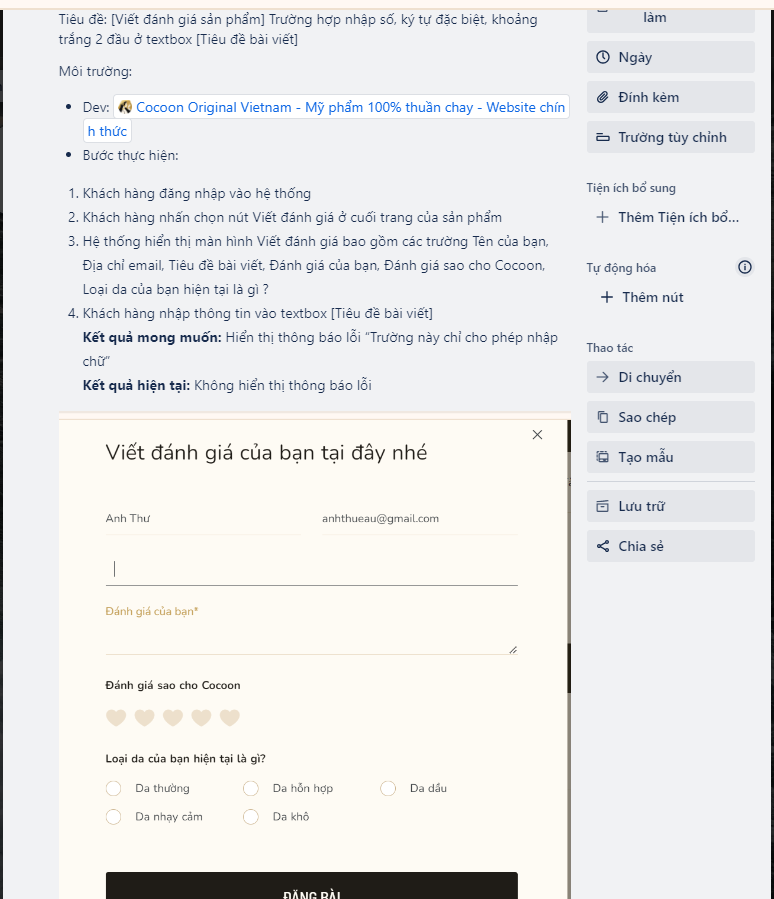 Tiêu đề: [Viết đánh giá sản phẩm] Trường hợp nhập số, ký tự đặc biệt, khoảng
trắng 2 đầu ở textbox [Tiêu đề bài viết]
Môi trường:
Dev: Cocoon Original Vietnam - Mỹ phẩm 100% thuần chay - Website chín
h thức
Bước thực hiện:
1. Khách hàng đăng nhập vào hệ thống
2. Khách hàng nhấn chọn nút Viết đánh giá ở cuối trang của sản phẩm
3. Hệ thống hiển thị màn hình Viết đánh giá bao gồm các trường Tên của bạn,
Địa chỉ email, Tiêu đề bài viết, Đánh giá của bạn, Đánh giá sao cho Cocoon,
Loại da của bạn hiện tại là gì ?
4. Khách hàng nhập thông tin vào textbox [Tiêu đề bài viết]
Kết quả mong muốn: Hiển thị thông báo lỗi “Trường này chỉ cho phép nhập
chữ”
Kết quả hiện tại: Không hiển thị thông báo lỗi
Viết đánh giá của bạn tại đây nhé
Anh Thư
anhthueau@gmail.com
Đánh giá của bạn*
Đánh giá sao cho Cocoon
Loại da của bạn hiện tại là gì?
Da thường
Da hỗn hợp
Da dầu
Da nhạy cảm
Da khô
ĐĂNG BÀI
làm
Ngày
Đính kèm
Trường tùy chỉnh
Tiện ích bổ sung
Thêm Tiện ích bổ...
Tự động hóa
Thêm nút
Thao tác
Di chuyển
Sao chép
Tạo mẫu
Lưu trữ
Chia sẻ